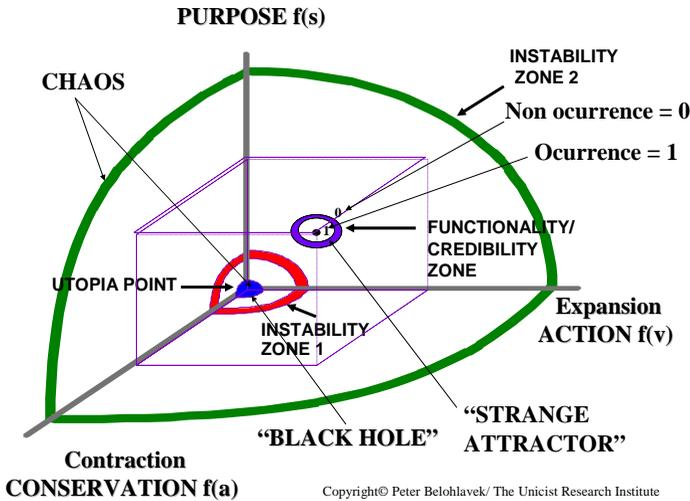 PURPOSE f(s)
INSTABILITY
ZONE 2
CHAOS
Non ocurrence = 0
Ocurrence = 1
0
1
FUNCTIONALITY/
CREDIBILITY
ZONE
UTOPIA POINT
INSTABILITY
ZONE 1
Expansion
ACTION f(v)
“STRANGE
ATTRACTOR”
“BLACK HOLE”
Contraction
CONSERVATION f(a)
Copyright© Peter Belohlavek/ The Unicist Research Institute